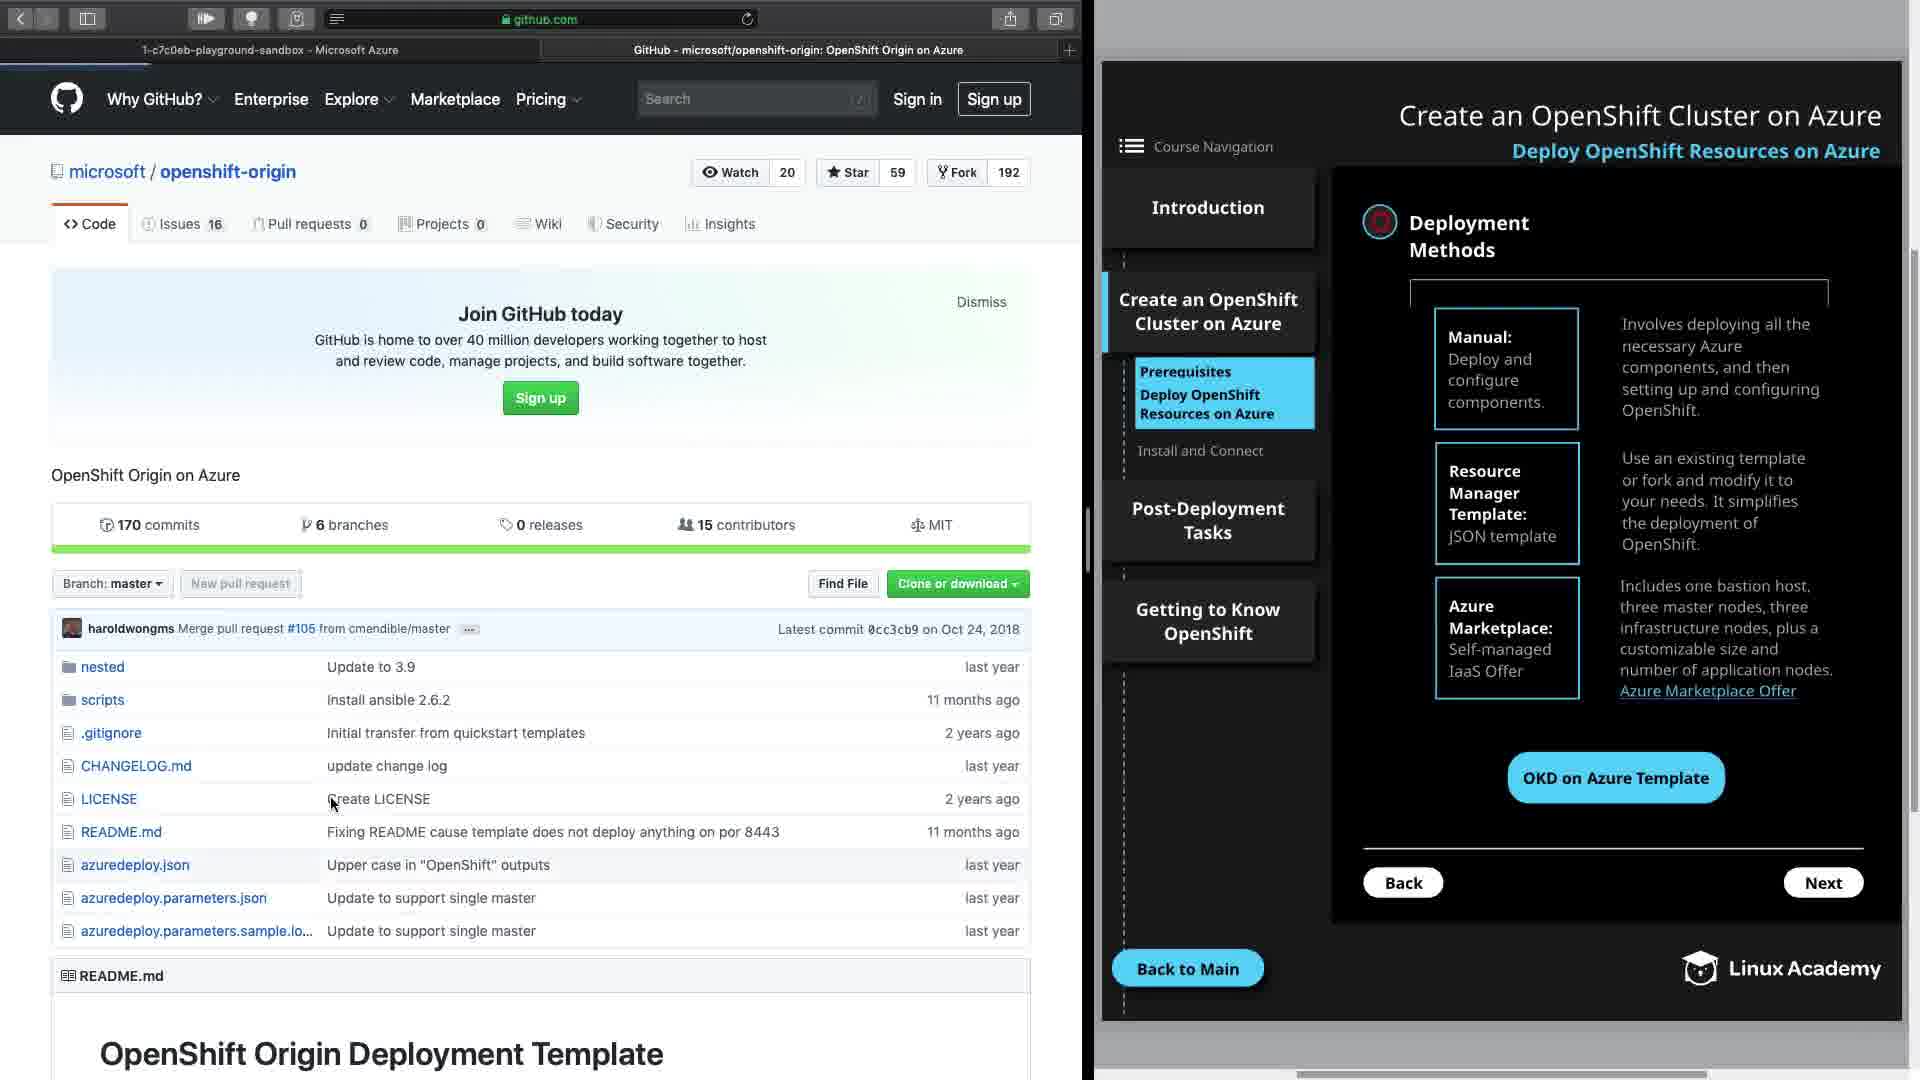 github.com
1-c7c0eb-playground-sandbox - Microsoft Azure
GitHub - microsoft/openshift-origin: OpenShift Origin on Azure
Why GitHub?
Enterprise
Explore
Marketplace
Pricing
Search
/
Sign in
Sign up
microsoft / openshift-origin
Watch 20
Star 59
Fork 192
Code
Issues 16
Pull requests 0
Projects 0
Wiki
Security
Insights
Join GitHub today
Dismiss
GitHub is home to over 40 million developers working together to host
and review code, manage projects, and build software together.
Sign up
OpenShift Origin on Azure
170 commits
6 branches
0 releases
15 contributors
MIT
Branch: master
New pull request
Find File
Clone or download
haroldwongms Merge pull request #105 from cmendible/master ...
Latest commit 0cc3cb9 on Oct 24, 2018
nested Update to 3.9 last year
scripts Install ansible 2.6.2 11 months ago
.gitignore Initial transfer from quickstart templates 2 years ago
CHANGELOG.md update change log last year
LICENSE Create LICENSE 2 years ago
README.md Fixing README cause template does not deploy anything on por 8443 11 months ago
azuredeploy.json Upper case in "OpenShift" outputs last year
azuredeploy.parameters.json Update to support single master last year
azuredeploy.parameters.sample.lo... Update to support single master last year
README.md
OpenShift Origin Deployment Template
Create an OpenShift Cluster on Azure
Deploy OpenShift Resources on Azure
Course Navigation
Introduction
Create an OpenShift
Cluster on Azure
Prerequisites
Deploy OpenShift
Resources on Azure
Install and Connect
Post-Deployment
Tasks
Getting to Know
OpenShift
Back to Main
Deployment
Methods
Manual:
Deploy and
configure
components.
Involves deploying all the
necessary Azure
components, and then
setting up and configuring
OpenShift.
Resource
Manager
Template:
JSON template
Use an existing template
or fork and modify it to
your needs. It simplifies
the deployment of
OpenShift.
Azure
Marketplace:
Self-managed
IaaS Offer
Includes one bastion host,
three master nodes, three
infrastructure nodes, plus a
customizable size and
number of application nodes.
Azure Marketplace Offer
OKD on Azure Template
Back
Next
Linux Academy